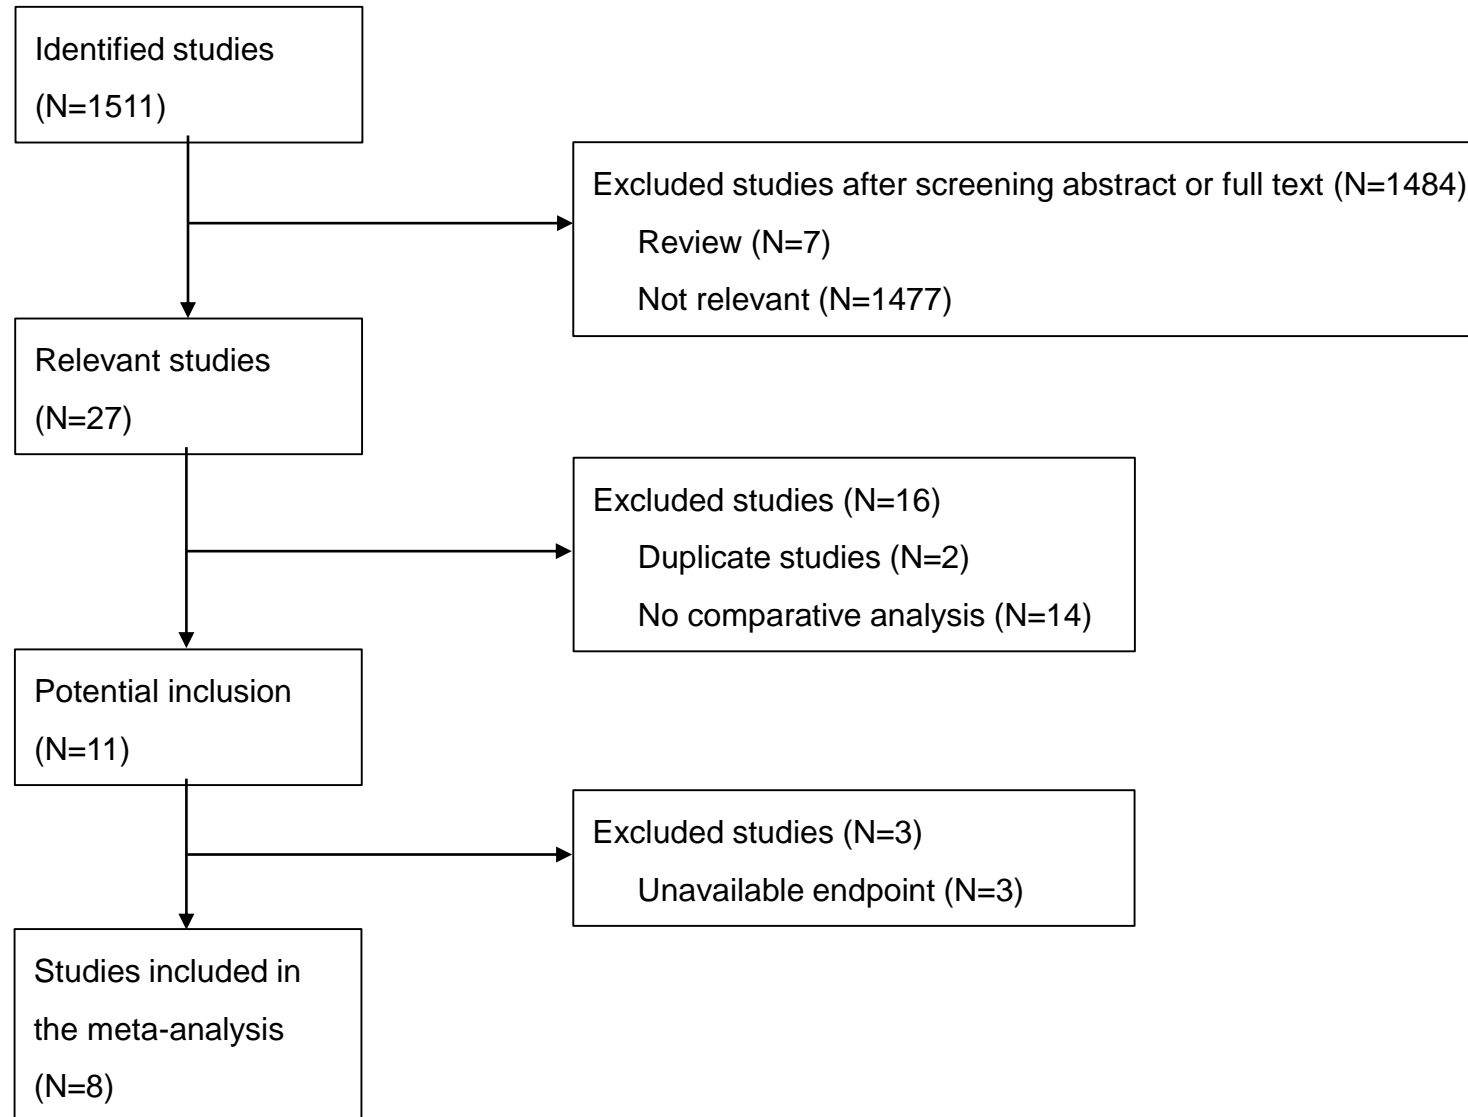 Identified studies
(N=1511)
Excluded studies after screening abstract or full text (N=1484)
Review (N=7)
Not relevant (N=1477)
Relevant studies
(N=27)
Excluded studies (N=16)
Duplicate studies (N=2)
No comparative analysis (N=14)
Potential inclusion
(N=11)
Excluded studies (N=3)
Unavailable endpoint (N=3)
Studies included in
the meta-analysis
(N=8)